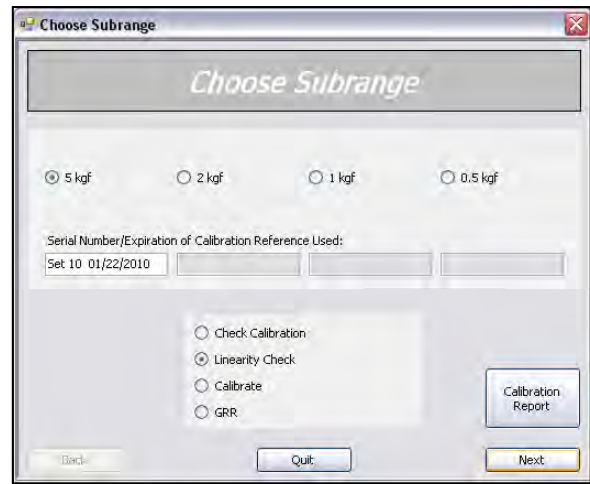 Choose Subrange
Choose Subrange
5 kgf 2 kgf 1 kgf 0.5 kgf
Serial Number/Expiration of Calibration Reference Used:
Set 10 01/22/2010
Check Calibration
Linearity Check
Calibrate
GRR
Calibration
Report
Back Quit Next